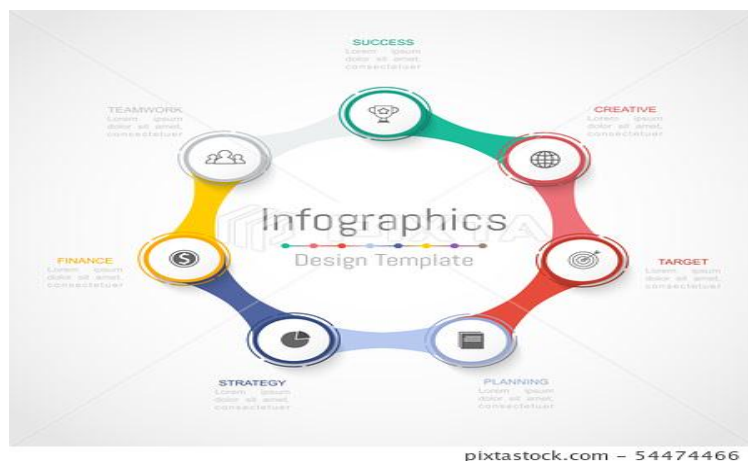 SUCCESS
Lorem ipsum
dolor sit amet,
consectetuer
TEAMWORK
Lorem ipsum
dolor sit amet,
consectetuer
CREATIVE
Lorem ipsum
dolor sit amet,
consectetuer
Infographics
Design Template
FINANCE
Lorem ipsum
dolor sit amet,
consectetuer
TARGET
Lorem ipsum
dolor sit amet,
consectetuer
STRATEGY
Lorem ipsum
dolor sit amet,
consectetuer
PLANNING
Lorem ipsum
dolor sit amet,
consectetuer
pixtastock.com - 54474466